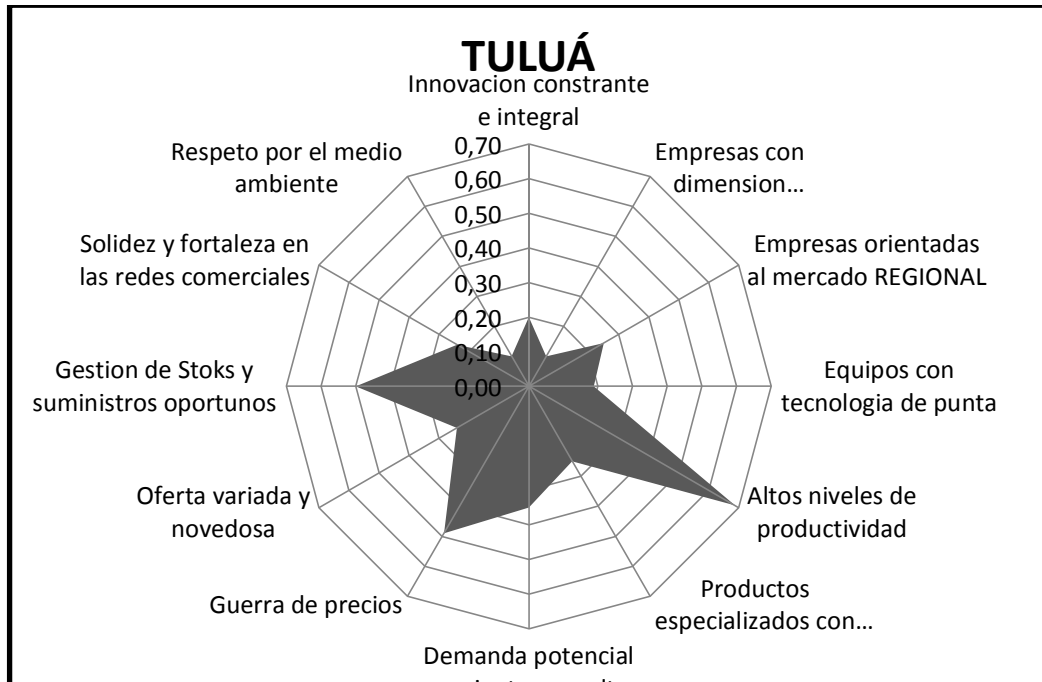 TULUÁ
Innovacion constrante
e integral
Empresas con
dimension…
Empresas orientadas
al mercado REGIONAL
Equipos con
tecnologia de punta
Altos niveles de
productividad
Productos
especializados con…
Demanda potencial
Guerra de precios
Oferta variada y
novedosa
Gestion de Stoks y
suministros oportunos
Solidez y fortaleza en
las redes comerciales
Respeto por el medio
ambiente
0,70
0,60
0,50
0,40
0,30
0,20
0,10
0,00